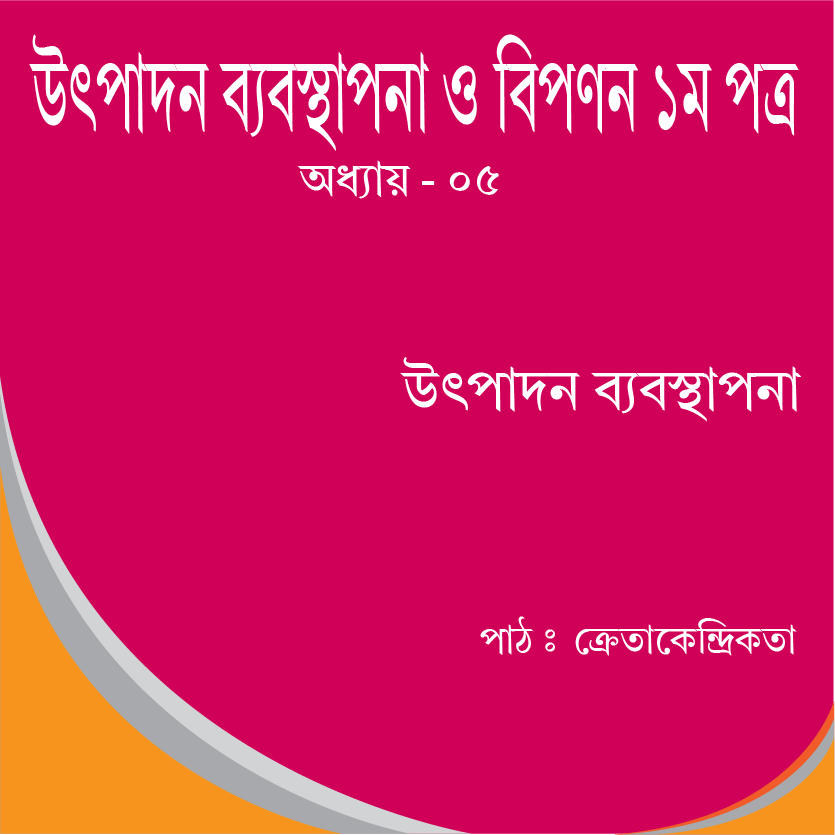 উৎপাদন ব্যবস্থাপনা ও বিপণন ১ম পত্র
অধ্যায় - ০৫
উৎপাদন ব্যবস্থাপনা
পাঠ ঃ ক্রেতাকেন্দ্রিকতা